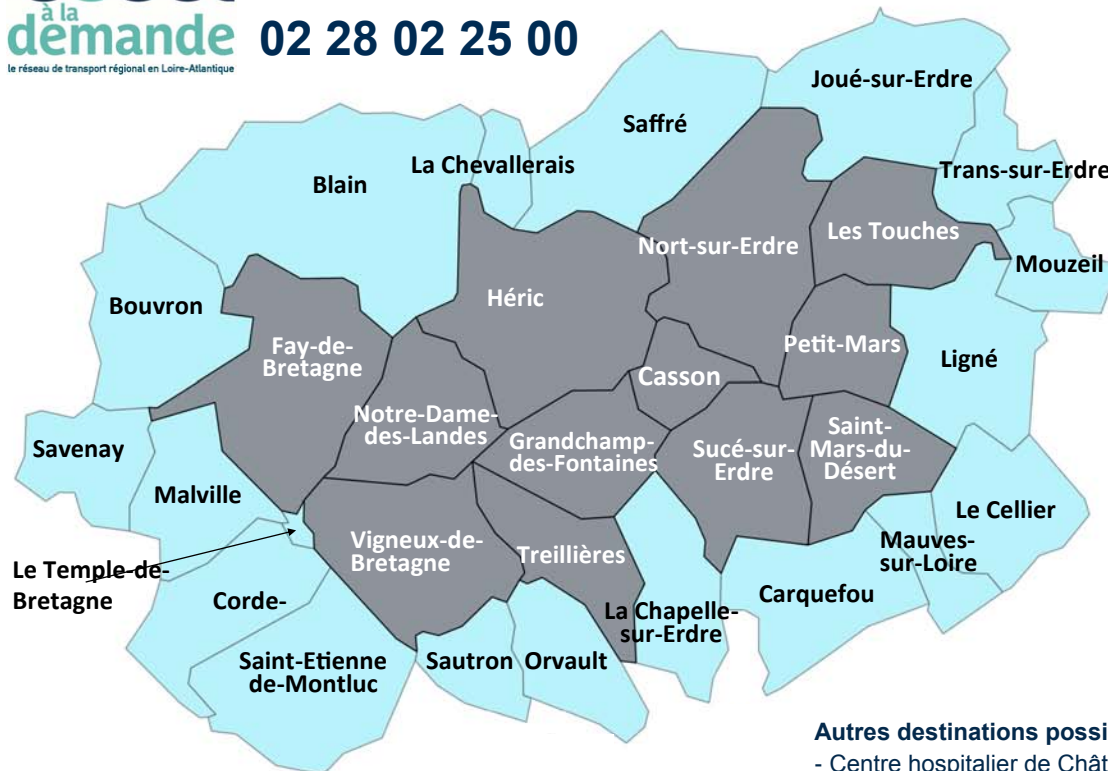 à la
demande
le réseau de transport régional en Loire-Atlantique
02 28 02 25 00
Joué-sur-Erdre
Saffré
La Chevallerais
Blain
Trans-sur-Erdre
Nort-sur-Erdre
Les Touches
Mouzeil
Héric
Bouvron
Fay-de-
Bretagne
Petit-Mars
Ligné
Casson
Notre-Dame-
des-Landes
Grandchamp-
des-Fontaines
Sucé-sur-
Erdre
Saint-
Mars-du-
Désert
Savenay
Malville
Le Cellier
Vigneux-de-
Bretagne
Treillières
Mauves-
sur-Loire
Le Temple-de-
Bretagne
Corde-
Carquefou
La Chapelle-
sur-Erdre
Saint-Etienne
de-Montluc
Sautron
Orvault
Autres destinations possi
- Centre hospitalier de Chât